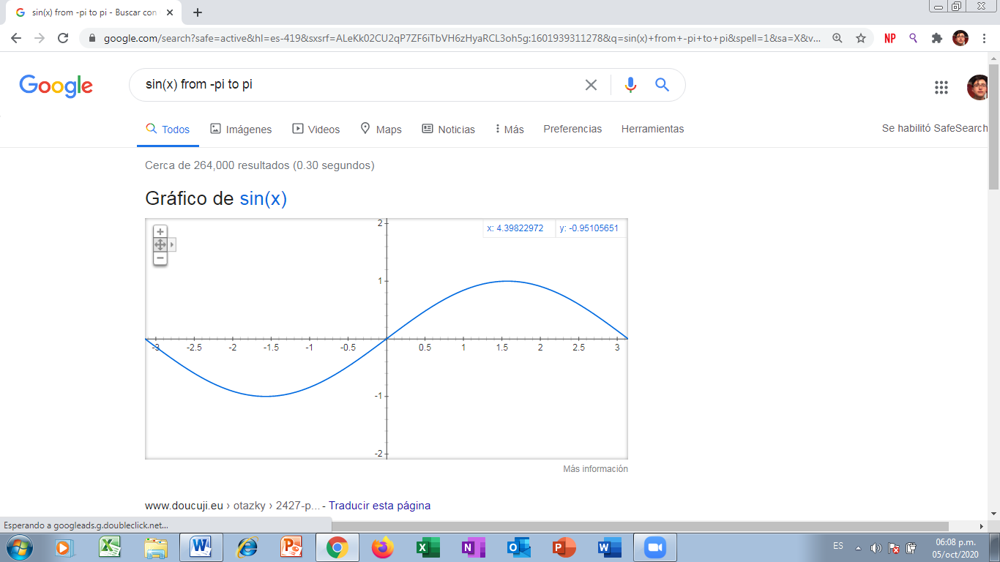 sin(x) from -pi to pi - Buscar con
google.com/search?safe=active&hl=es-419&sxsrf=ALeKk02CU2qP7ZF6iTbVH6zHyaRCL3oh5g:1601939311278&q=sin(x)+from+-pi+to+pi&spell=1&sa=X&v...
NP
Google
sin(x) from -pi to pi
Todos Imágenes Videos Maps Noticias Más Preferencias Herramientas Se habilitó SafeSearch
Cerca de 264,000 resultados (0.30 segundos)
Gráfico de sin(x)
x: 4.39822972 y: -0.95105651
2
1
-3 -2.5 -2 -1.5 -1 -0.5 0.5 1 1.5 2 2.5 3
-1
-2
Más información
www.doucuji.eu › otazky › 2427-p... - Traducir esta página
Esperando a googleads.g.doubleclick.net...
ES
06:08 p.m.
05/oct/2020